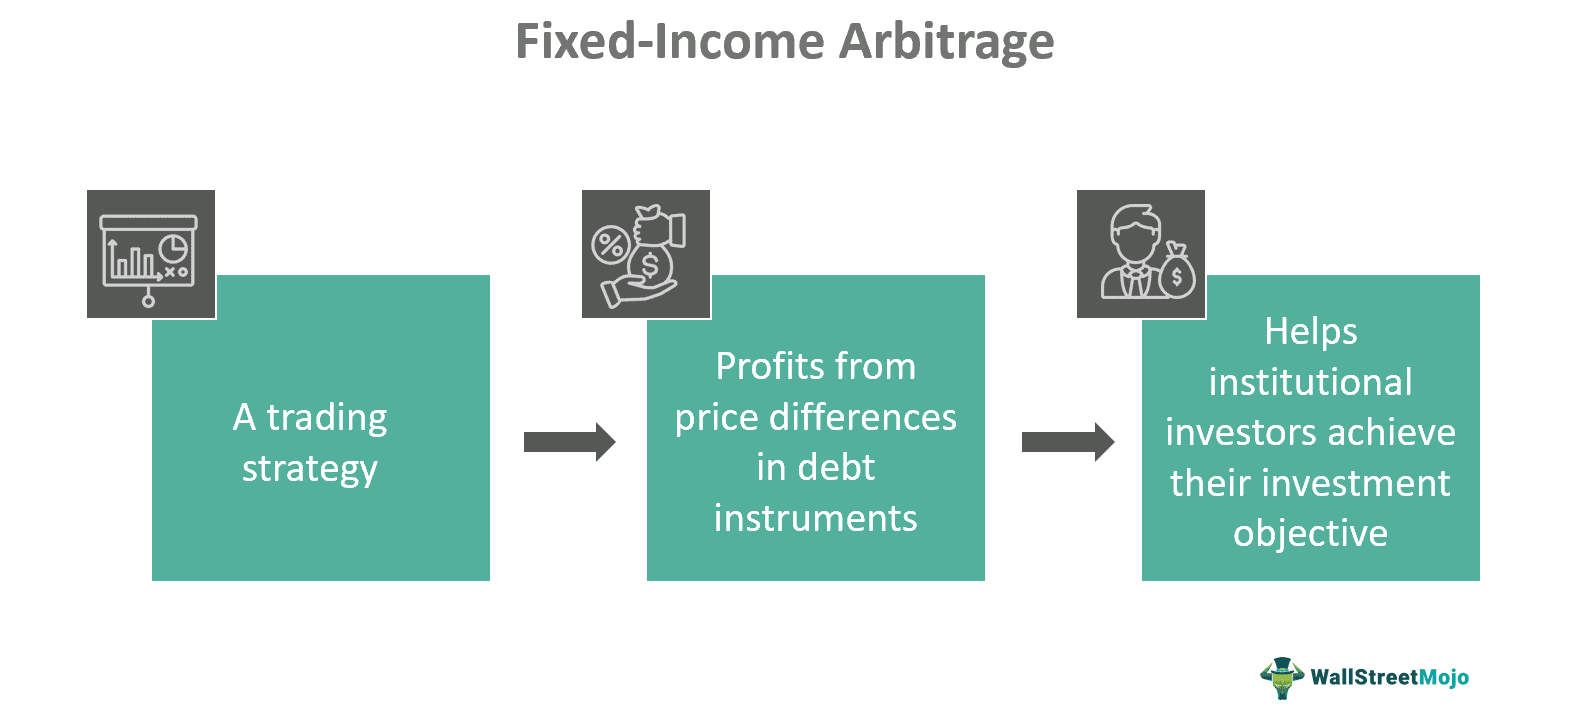 Fixed-Income Arbitrage
A trading
strategy
Profits from
price differences
in debt
instruments
Helps
institutional
investors achieve
their investment
objective
WallStreetMojo